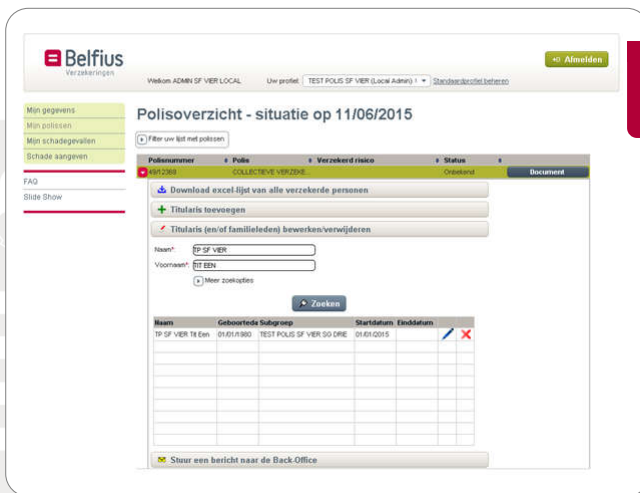 Belfius
Verzekeringen
Afmelden
Welkom ADMIN SF VIER LOCAL Uw profiel: TEST POLIS SF VIER (Local Admin) Standaardprofiel beheren
Mijn gegevens
Mijn polissen
Mijn schadegevallen
Schade aangeven
FAQ
Slide Show
Polisoverzicht - situatie op 11/06/2015
Filter uw lijst met polissen
Polisnummer Polis Verzekerd risico Status
49/12369 COLLECTIEVE VERZEKE... Onbekend Document
Download excel-lijst van alle verzekerde personen
Titularis toevoegen
Titularis (en/of familieleden) bewerken/verwijderen
Naam*: TP SF VIER
Voornaam*: TIT EEN
Meer zoekopties
Zoeken
Naam Geboorteda Subgroep Startdatum Einddatum
TP SF VIER Tit Een 01/01/1980 TEST POLIS SF VIER SG DRIE 01/01/2015
Stuur een bericht naar de Back-Office